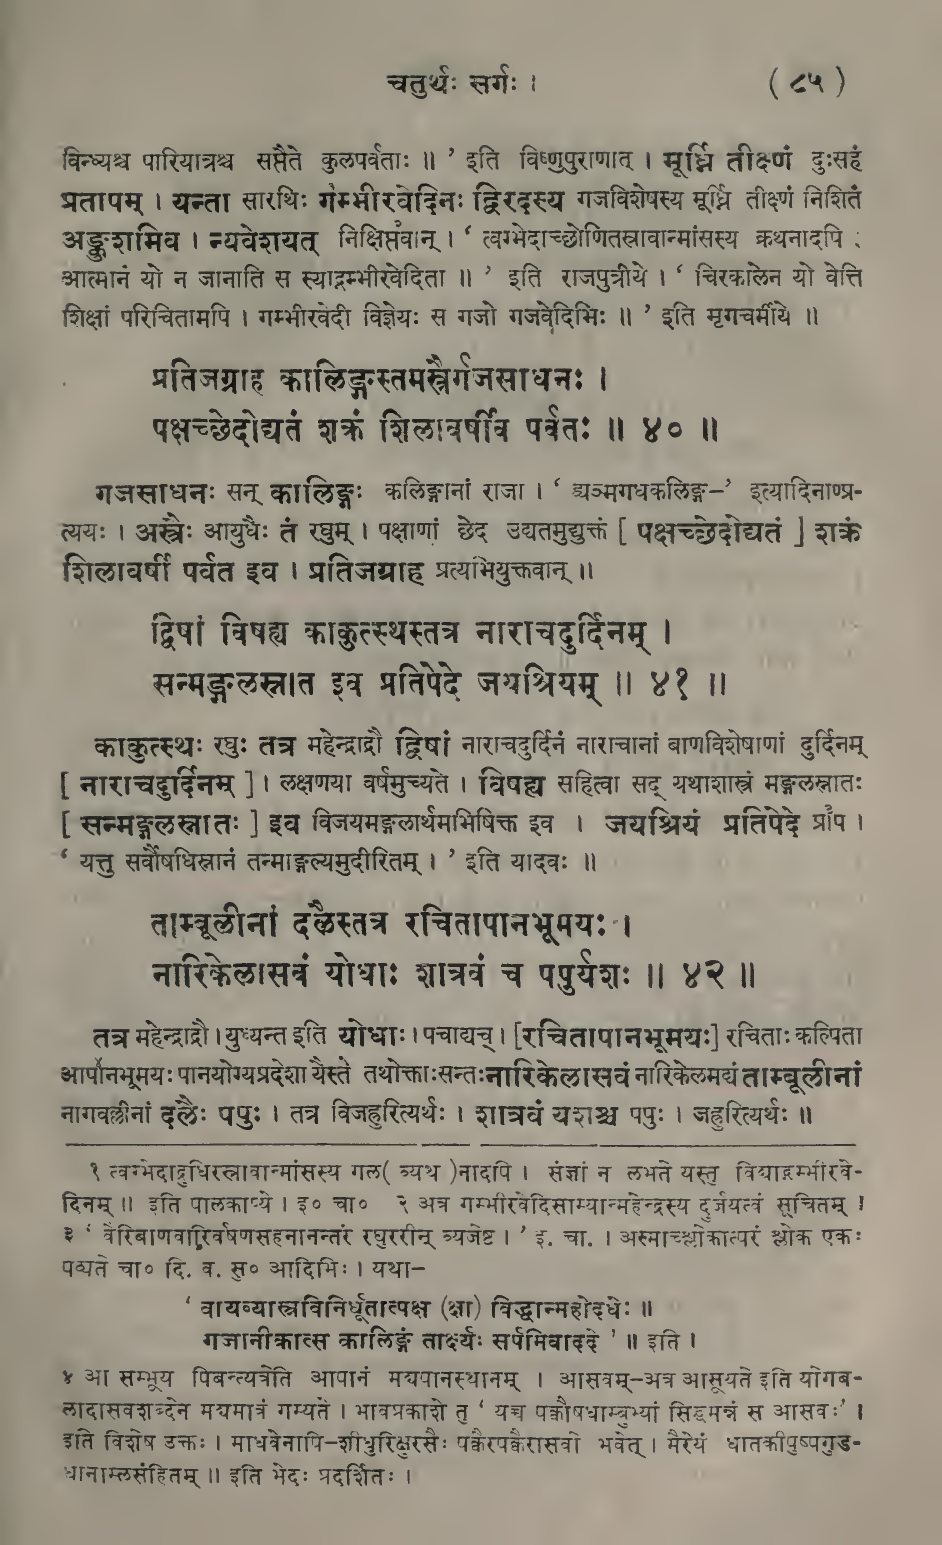 चतुर्थः सर्गः । ( ८५ )
विन्ध्यश्च पारियात्रश्च सप्तैते कुलपर्वताः ॥ ’ इति विष्णुपुराणात् । मूर्ध्नि तीक्ष्णं दुःसहं
प्रतापम् । यन्ता सारथिः गम्भीरवेदिनः द्विरदस्य गजविशेषस्य मूर्ध्नि तीक्ष्णं निशितं
अङ्कुशमिव । न्यवेशयत् निक्षिप्तवान् । ‘ त्वग्भेदाच्छोणितस्रावान्मांसस्य क्रथनादपि :
आत्मानं यो न जानाति स स्याद्गम्भीरवेदिता ॥ ’ इति राजपुत्रीये । ‘ चिरकालेन यो वेत्ति
शिक्षां परिचितामपि । गम्भीरवेदी विज्ञेयः स गजो गजवेदिभिः ॥ ’ इति मृगचर्मीये ॥
प्रतिजग्राह कालिङ्गस्तमस्त्रैर्गजसाधनः ।
पक्षच्छेदोद्यतं शक्रं शिलावर्षीव पर्वतः ॥ ४० ॥
गजसाधनः सन् कालिङ्गः कलिङ्गानां राजा । ‘ द्व्यञ्मगधकलिङ्ग–’ इत्यादिनाण्प्र-
त्ययः । अस्त्रैः आयुधैः तं रघुम् । पक्षाणां छेद उद्यतमुद्युक्तं [ पक्षच्छेदोद्यतं ] शक्रं
शिलावर्षी पर्वत इव । प्रतिजग्राह प्रत्यभियुक्तवान् ॥
द्विषां विषह्य काकुत्स्थस्तत्र नाराचदुर्दिनम् ।
सन्मङ्गलस्नात इव प्रतिपेदे जयश्रियम् ॥ ४१ ॥
काकुत्स्थः रघुः तत्र महेन्द्राद्रौ द्विषां नाराचदुर्दिनं नाराचानां बाणविशेषाणां दुर्दिनम्
[ नाराचदुर्दिनम् ] । लक्षणया वर्षमुच्यते । विषह्य सहित्वा सद् यथाशास्त्रं मङ्गलस्नातः
[ सन्मङ्गलस्नातः ] इव विजयमङ्गलार्थमभिषिक्त इव । जयश्रियं प्रतिपेदे प्राप ।
‘ यत्तु सर्वौषधिस्नानं तन्माङ्गल्यमुदीरितम् । ’ इति यादवः ॥
ताम्बूलीनां दलैस्तत्र रचितापानभूमयः ।
नारिकेलासवं योधाः शात्रवं च पपुर्यशः ॥ ४२ ॥
तत्र महेन्द्राद्रौ । युध्यन्त इति योधाः । पचाद्यच् । [रचितापानभूमयः] रचिताः कल्पिता
आपानभूमयः पानयोग्यप्रदेशा यैस्ते तथोक्ताः सन्तः नारिकेलासवं नारिकेलमद्यं ताम्बूलीनां
नागवल्लीनां दलैः पपुः । तत्र विजह्रुरित्यर्थः । शात्रवं यशश्च पपुः । जह्रुरित्यर्थः ॥
१ त्वग्भेदाद्रुधिरस्रावान्मांसस्य गल( व्यथ )नादपि । संज्ञां न लभते यस्तु विद्याद्गम्भीरवे-
दिनम् ॥ इति पालकाप्ये । इ० चा० २ अत्र गम्भीरवेदिसाम्यान्महेन्द्रस्य दुर्जयत्वं सूचितम् ।
३ ‘ वैरिबाणवारिवर्षणसहनानन्तरं रघुररीन् व्यजेष्ट । ’ इ. चा. । अस्माच्छ्लोकात्परं श्लोक एकः
पठ्यते चा० दि. व. सु० आदिभिः । यथा–
‘ वायव्यास्त्रविनिर्धूतात्पक्ष (क्षा) विद्धान्महोदधेः ॥
गजानीकात्स कालिङ्गं तार्क्ष्यः सर्पमिवाददे ’ ॥ इति ।
४ आ सम्भूय पिबन्त्यत्रेति आपानं मद्यपानस्थानम् । आसवम्–अत्र आसूयते इति योगब-
लादासवशब्देन मद्यमात्रं गम्यते । भावप्रकाशे तु ‘ यच्च पक्वौषधाम्बुभ्यां सिद्धमन्नं स आसवः’ ।
इति विशेष उक्तः । माधवेनापि–शीधुरिक्षुरसैः पक्वैरपक्वैरासवो भवेत् । मैरेयं धातकीपुष्पगुड-
धानाम्लसंहितम् ॥ इति भेदः प्रदर्शितः ।